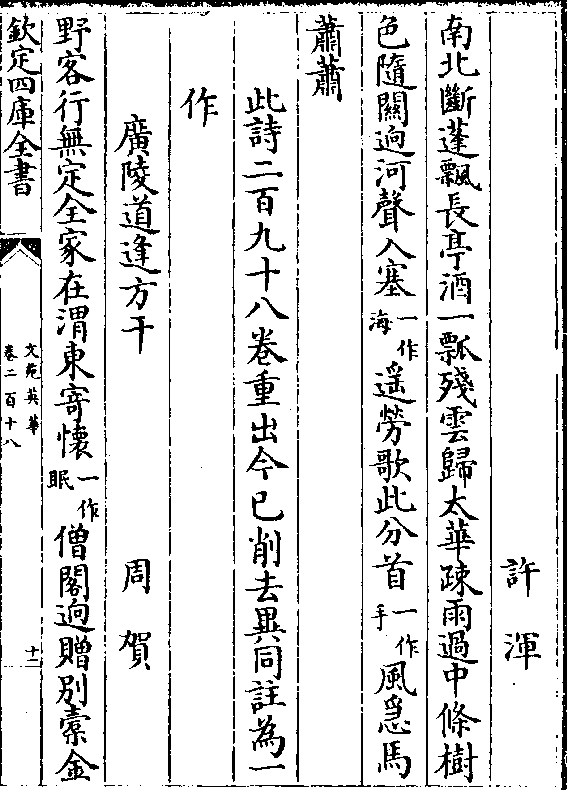 許渾
南北斷蓬飄長亭酒一瓢殘雲歸太華疎雨過中條樹
色隨關逈河聲入塞一作海遥勞歌此分首一作手風急馬
蕭蕭
此詩二百九十八卷重出今已削去異同註為一
作
廣陵道逢方干 周賀
野客行無定全家在渭東寄懷一作眠僧閣逈贈別橐金
欽定四庫全書
文苑英華
卷二百十八
十二